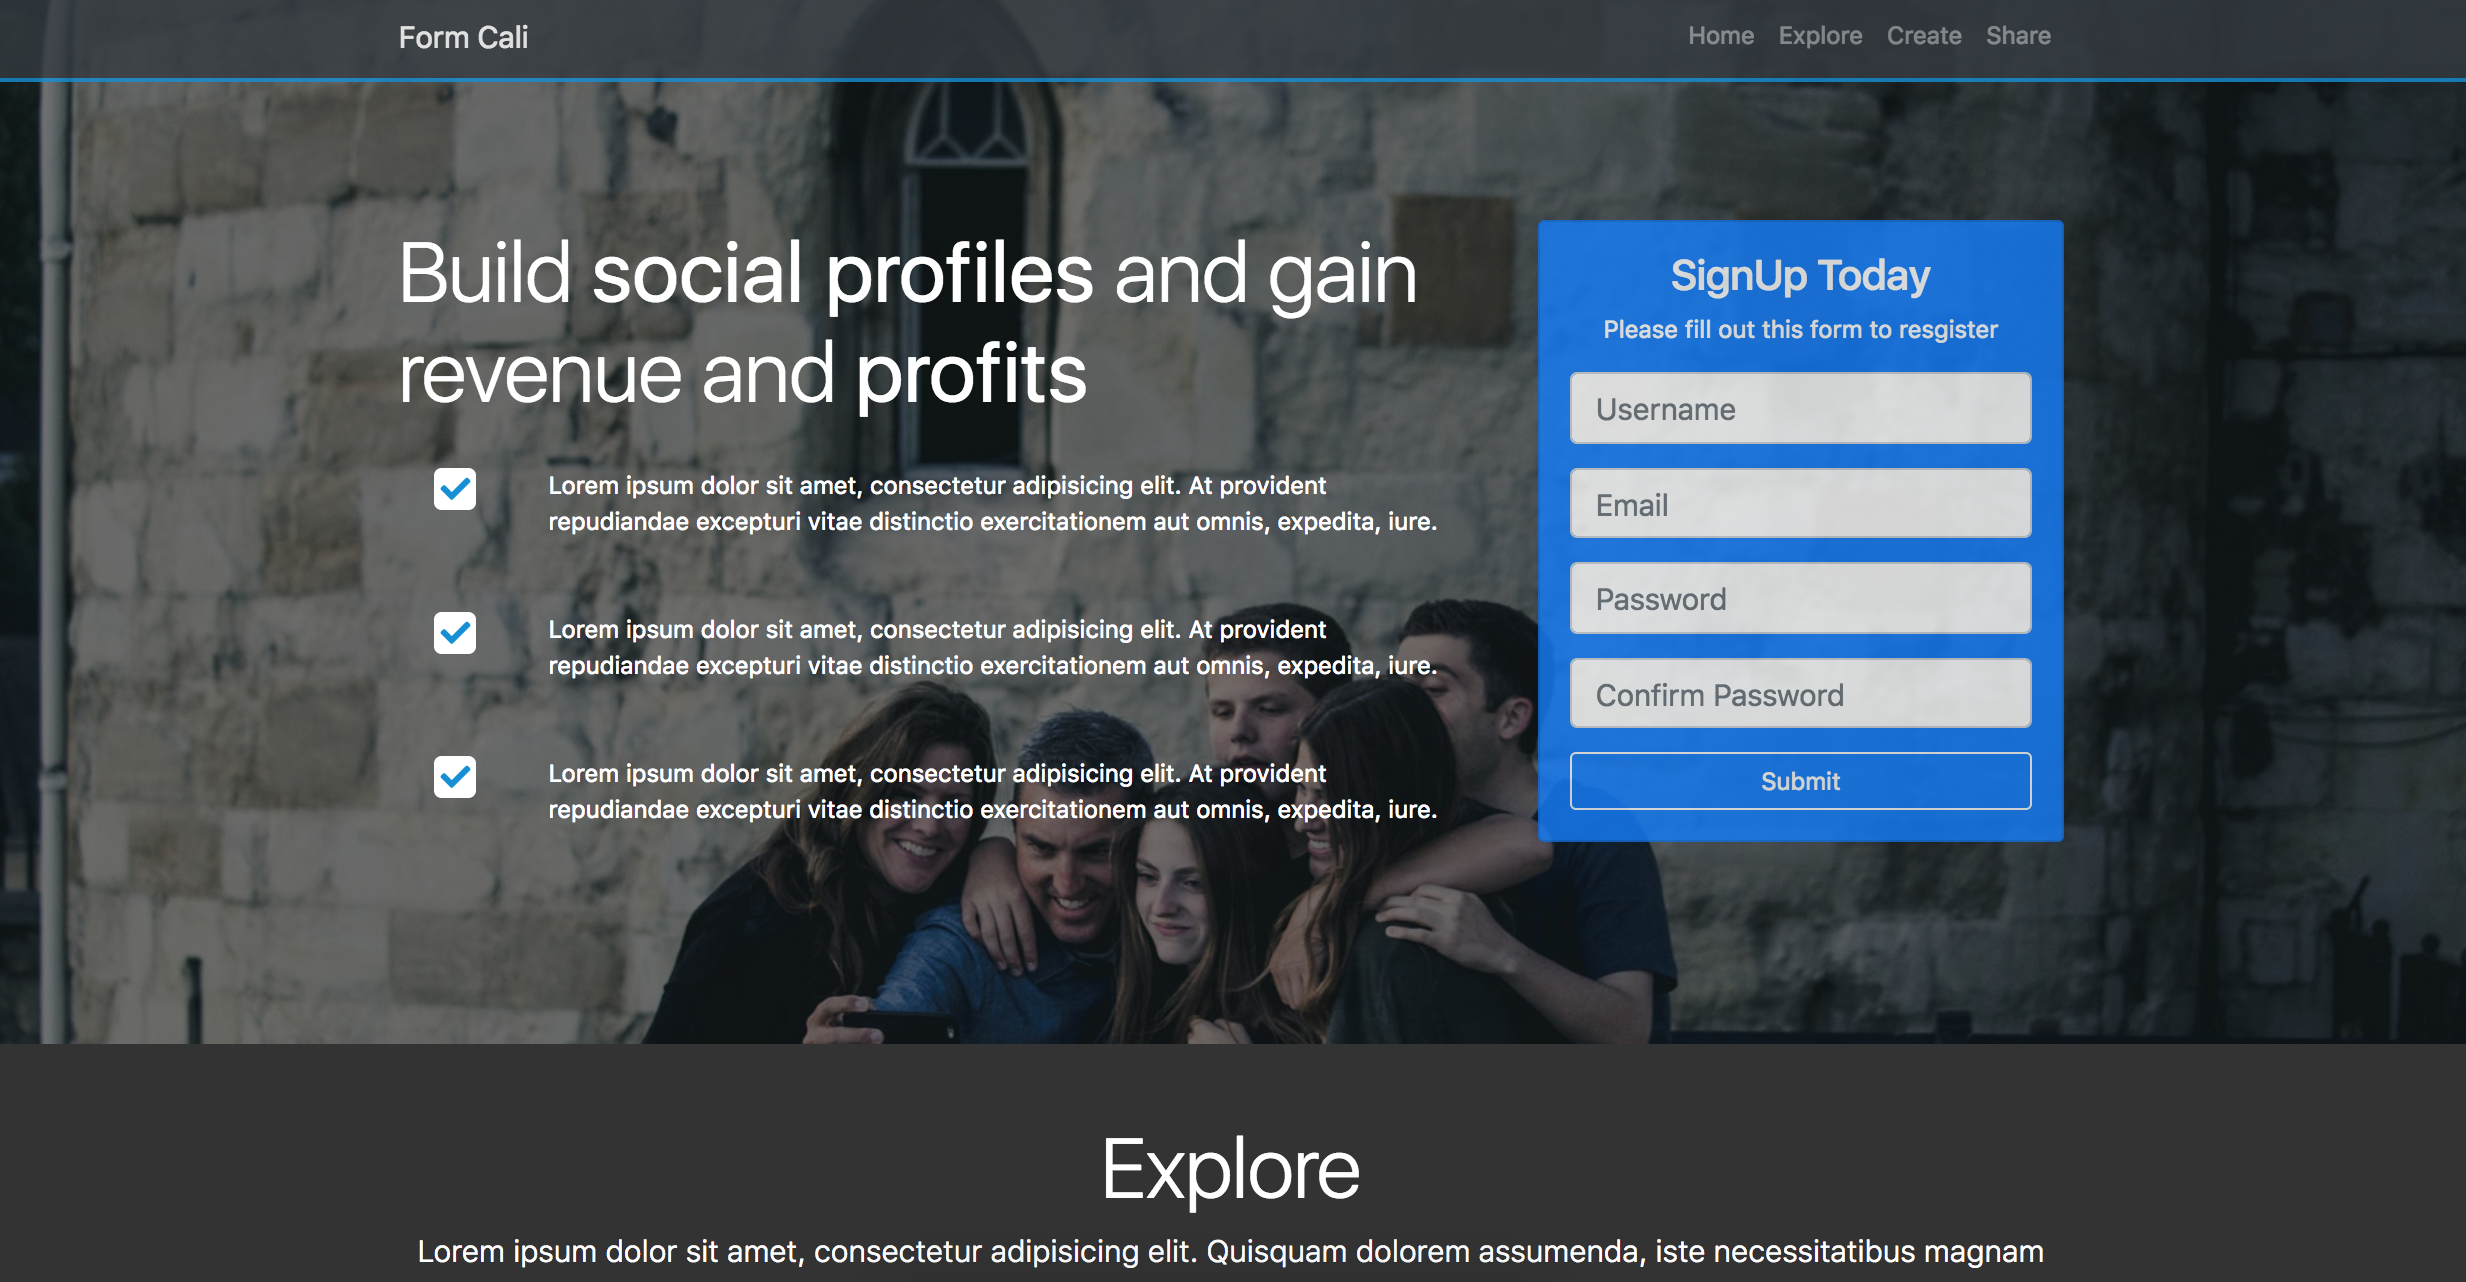 Form Cali
Home Explore Create Share
Build social profiles and gain
revenue and profits
Lorem ipsum dolor sit amet, consectetur adipisicing elit. At provident
repudiandae excepturi vitae distinctio exercitationem aut omnis, expedita, iure.
Lorem ipsum dolor sit amet, consectetur adipisicing elit. At provident
repudiandae excepturi vitae distinctio exercitationem aut omnis, expedita, iure.
Lorem ipsum dolor sit amet, consectetur adipisicing elit. At provident
repudiandae excepturi vitae distinctio exercitationem aut omnis, expedita, iure.
SignUp Today
Please fill out this form to resgister
Username
Email
Password
Confirm Password
Submit
Explore
Lorem ipsum dolor sit amet, consectetur adipisicing elit. Quisquam dolorem assumenda, iste necessitatibus magnam